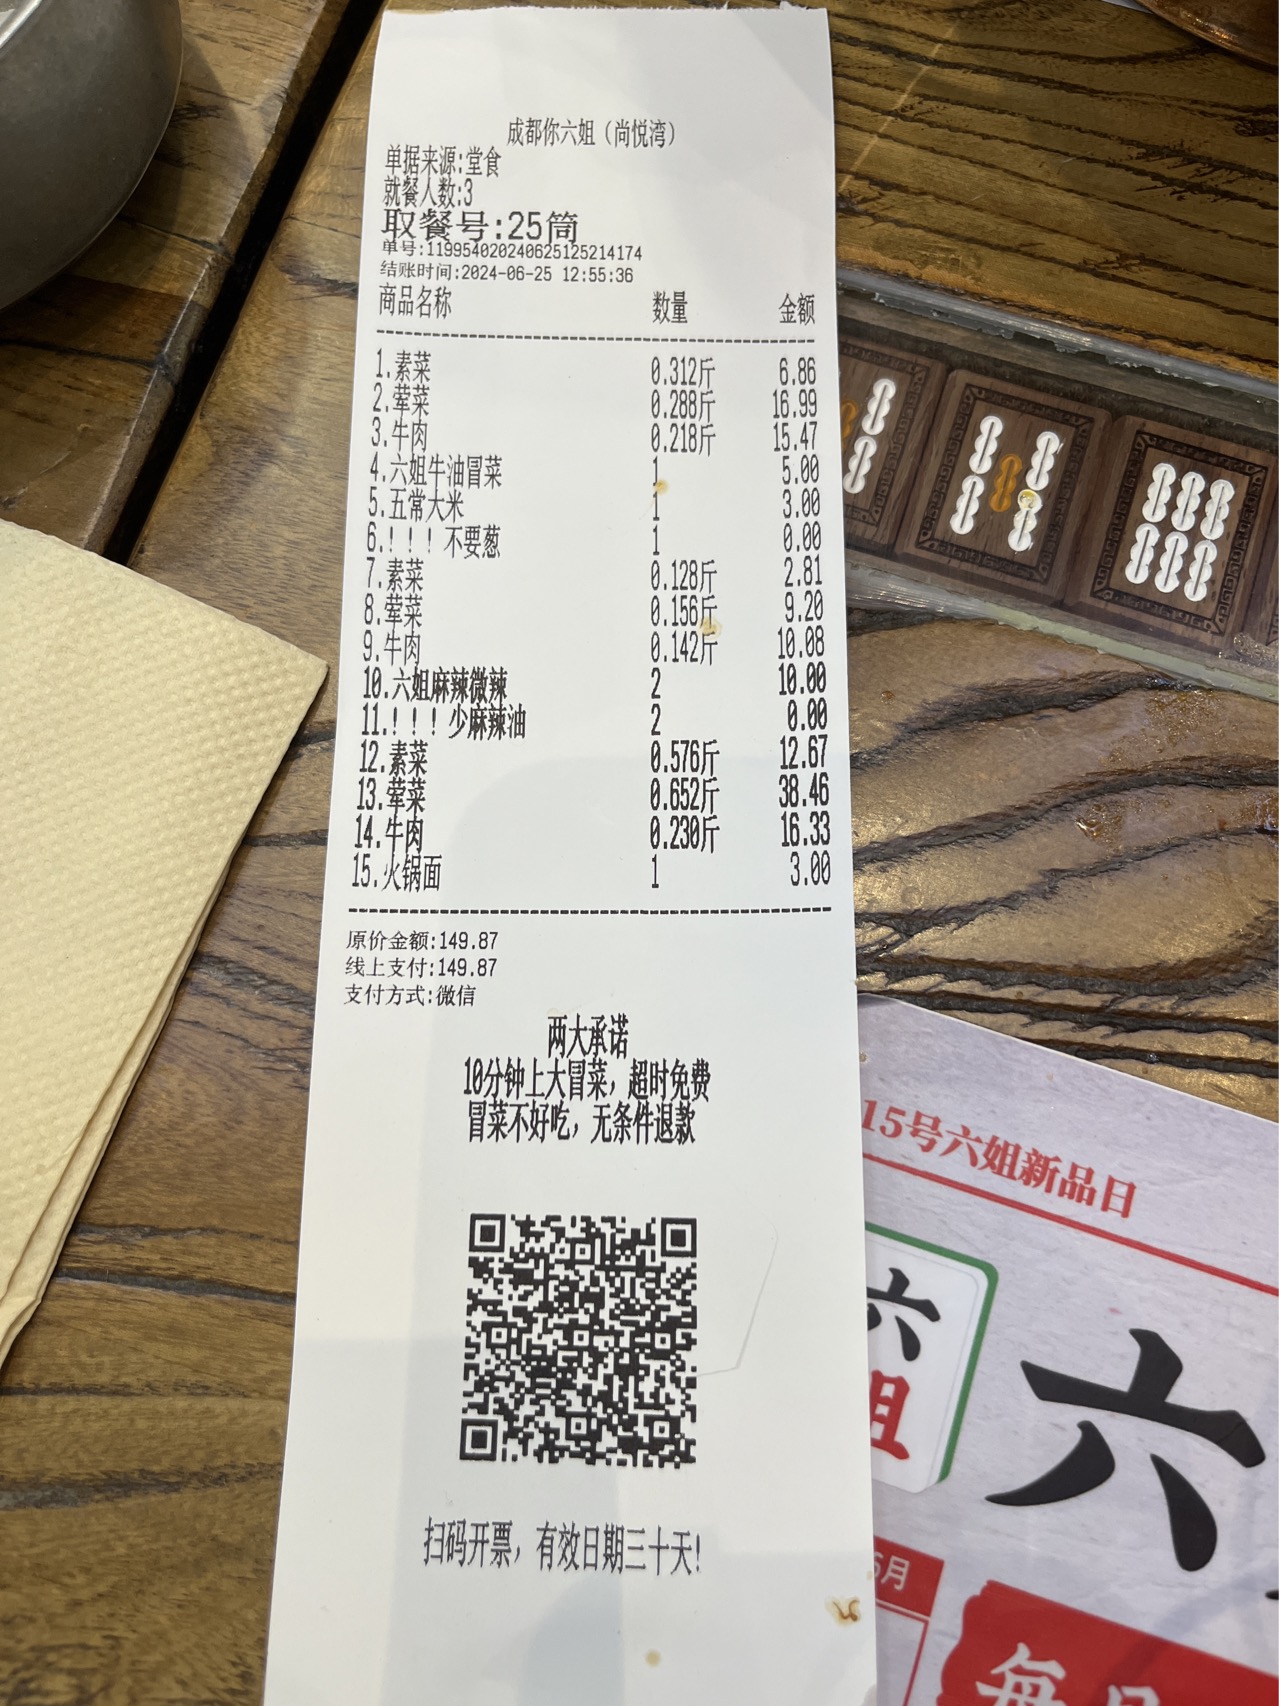 成都你六姐（尚悦湾）
单据来源:堂食
就餐人数:3
取餐号:25筒
单号:119954020240625125214174
结账时间:2024-06-25 12:55:36
商品名称 数量 金额
1.素菜 0.312斤 6.86
2.荤菜 0.288斤 16.99
3.牛肉 0.218斤 15.47
4.六姐牛油冒菜 1 5.00
5.五常大米 1 3.00
6.！！！不要葱 1 0.00
7.素菜 0.128斤 2.81
8.荤菜 0.156斤 9.20
9.牛肉 0.142斤 10.08
10.六姐麻辣微辣 2 10.00
11.！！！少麻辣油 2 0.00
12.素菜 0.576斤 12.67
13.荤菜 0.652斤 38.46
14.牛肉 0.230斤 16.33
15.火锅面 1 3.00
原价金额:149.87
线上支付:149.87
支付方式:微信
两大承诺
10分钟上大冒菜，超时免费
冒菜不好吃，无条件退款
扫码开票，有效日期三十天!
15号六姐新品日
六
姐
六
5月
每